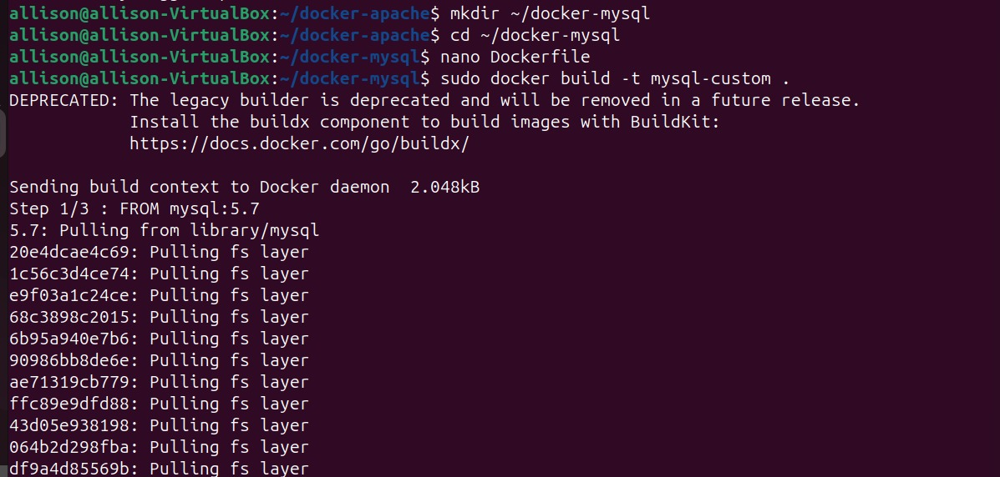 allison@allison-VirtualBox:~/docker-apache$ mkdir ~/docker-mysql
allison@allison-VirtualBox:~/docker-apache$ cd ~/docker-mysql
allison@allison-VirtualBox:~/docker-mysql$ nano Dockerfile
allison@allison-VirtualBox:~/docker-mysql$ sudo docker build -t mysql-custom .
DEPRECATED: The legacy builder is deprecated and will be removed in a future release.
Install the buildx component to build images with BuildKit:
https://docs.docker.com/go/buildx/
Sending build context to Docker daemon  2.048kB
Step 1/3 : FROM mysql:5.7
5.7: Pulling from library/mysql
20e4dcae4c69: Pulling fs layer
1c56c3d4ce74: Pulling fs layer
e9f03a1c24ce: Pulling fs layer
68c3898c2015: Pulling fs layer
6b95a940e7b6: Pulling fs layer
90986bb8de6e: Pulling fs layer
ae71319cb779: Pulling fs layer
ffc89e9dfd88: Pulling fs layer
43d05e938198: Pulling fs layer
064b2d298fba: Pulling fs layer
df9a4d85569b: Pulling fs layer